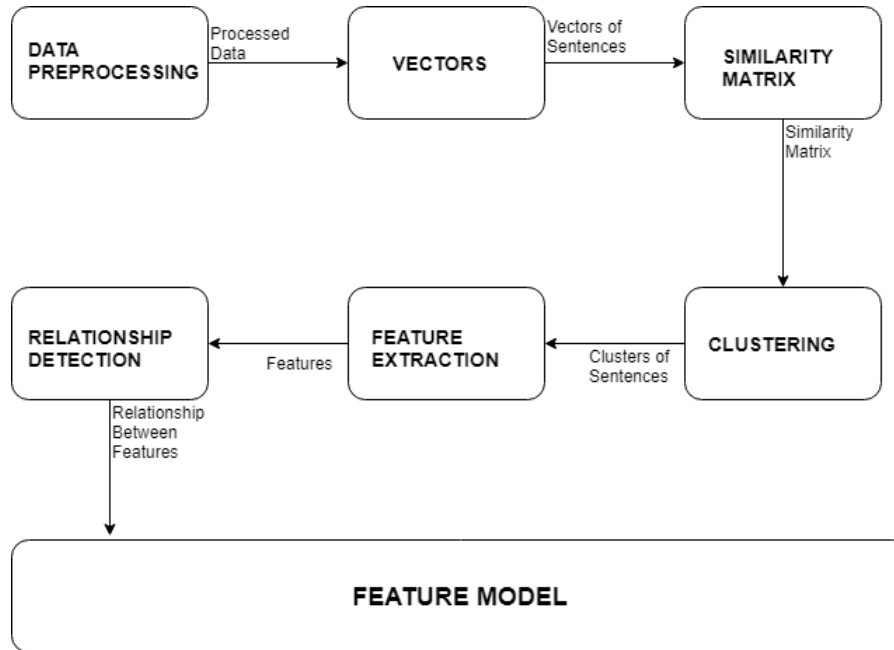 DATA
PREPROCESSING
Processed
Data
VECTORS
Vectors of
Sentences
SIMILARITY
MATRIX
Similarity
Matrix
CLUSTERING
Clusters of
Sentences
FEATURE
EXTRACTION
Features
RELATIONSHIP
DETECTION
Relationship
Between
Features
FEATURE MODEL